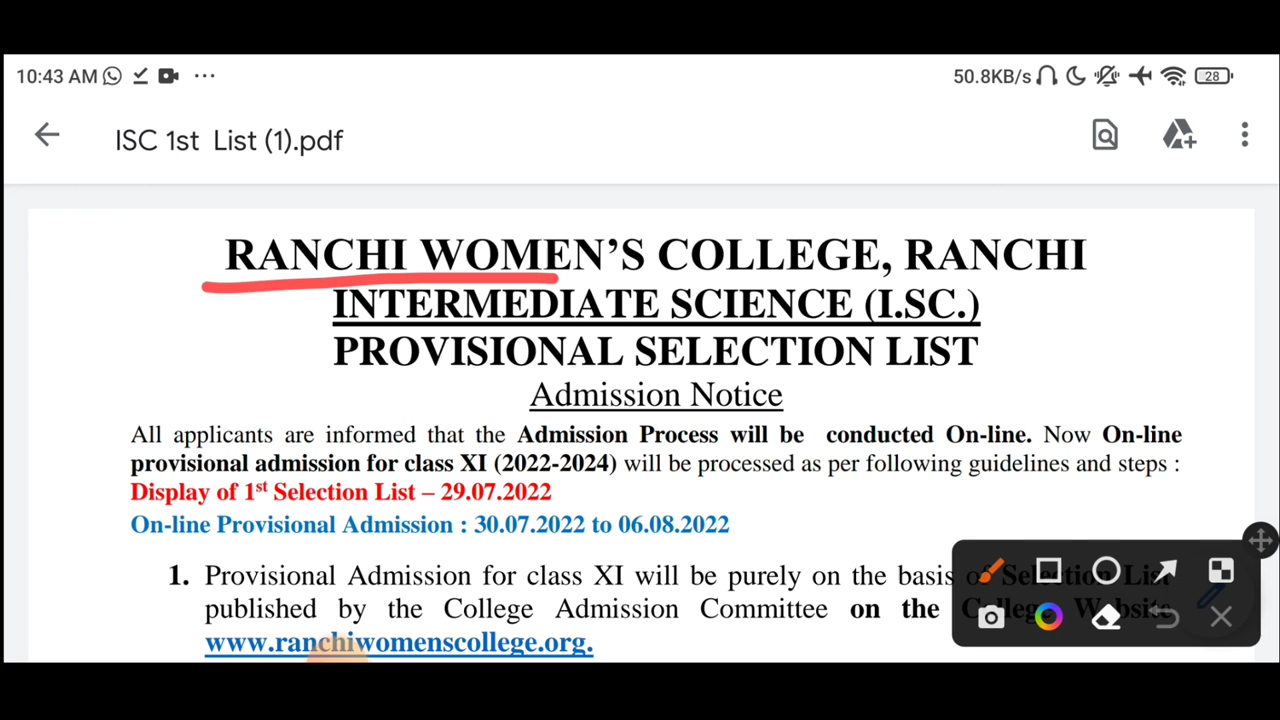 10:43 AM ... 50.8KB/s 28
ISC 1st List (1).pdf
RANCHI WOMEN’S COLLEGE, RANCHI
INTERMEDIATE SCIENCE (I.SC.)
PROVISIONAL SELECTION LIST
Admission Notice
All applicants are informed that the Admission Process will be conducted On-line. Now On-line
provisional admission for class XI (2022-2024) will be processed as per following guidelines and steps :
Display of 1st Selection List – 29.07.2022
On-line Provisional Admission : 30.07.2022 to 06.08.2022
1. Provisional Admission for class XI will be purely on the basis of Selection List
published by the College Admission Committee on the College Website
www.ranchiwomenscollege.org.